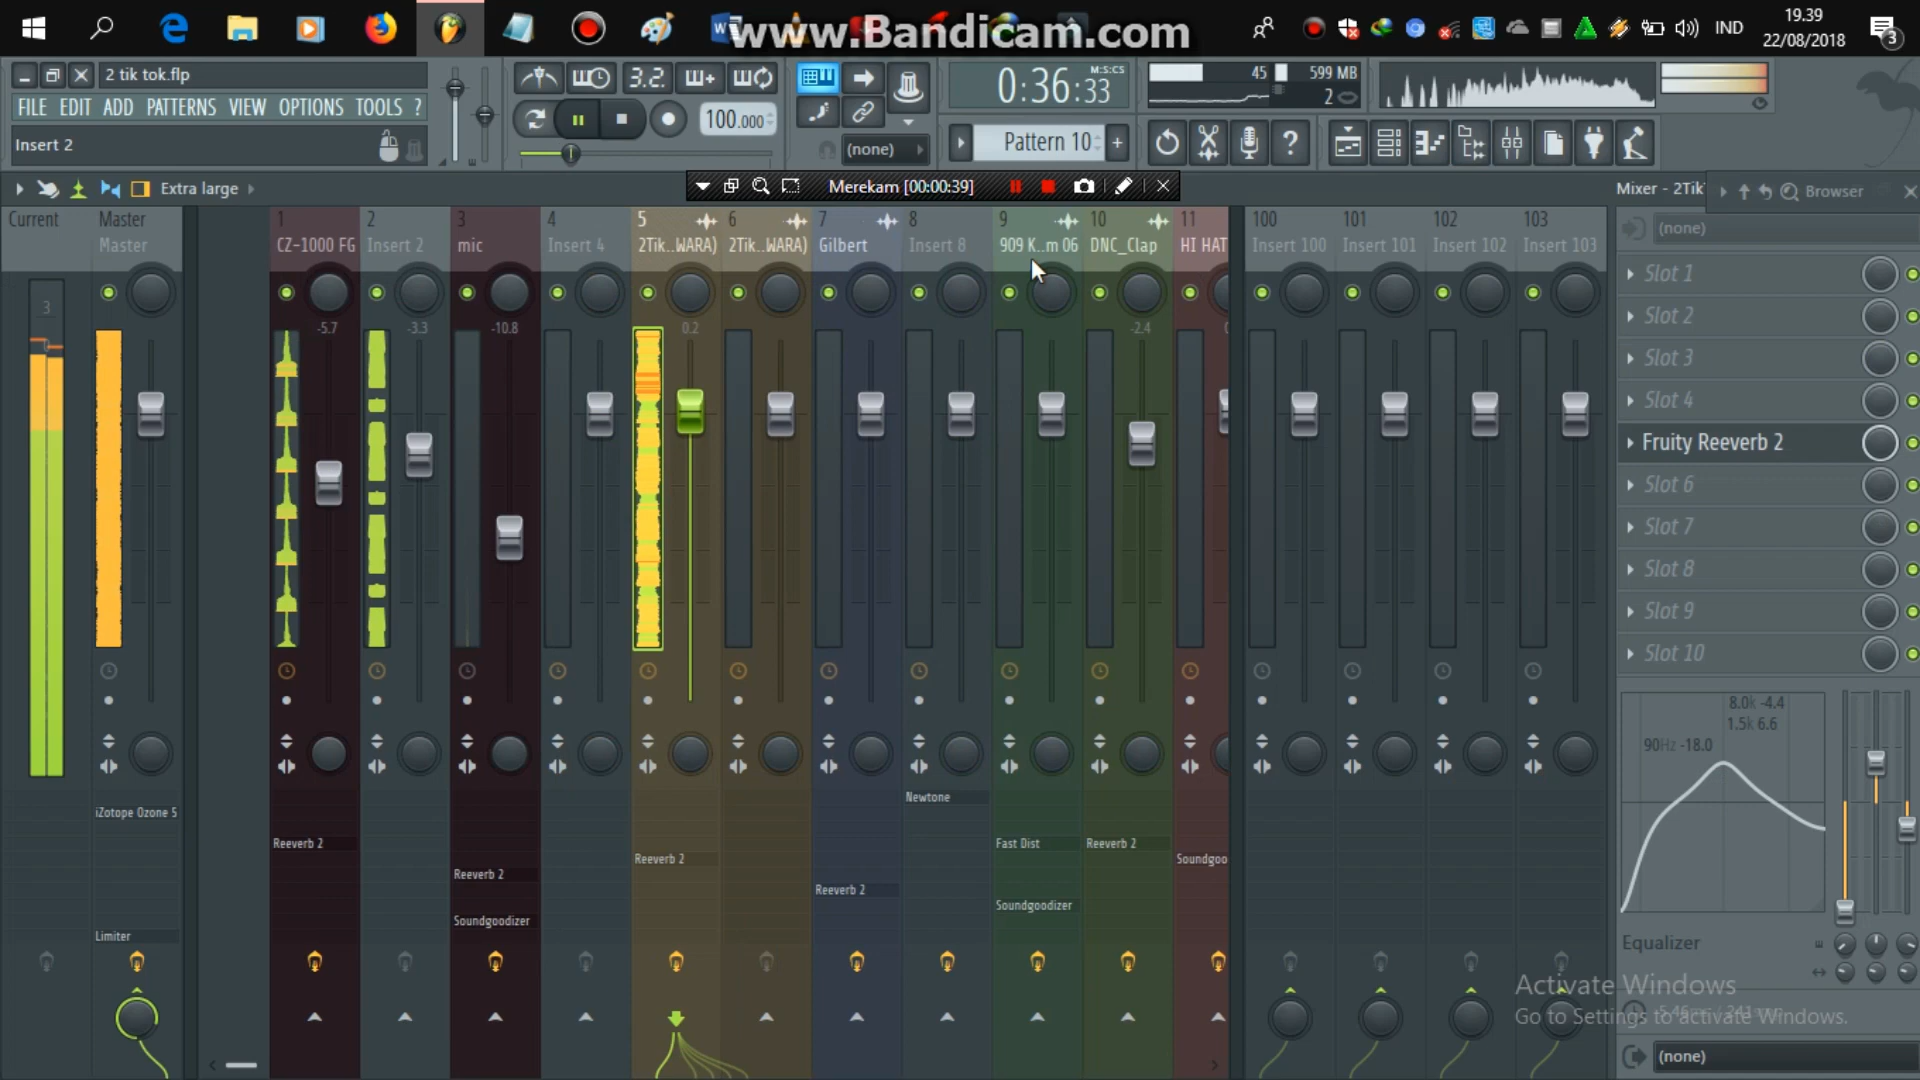 www.Bandicam.com
IND
19.39
22/08/2018
3
2 tik tok.flp
FILE EDIT ADD PATTERNS VIEW OPTIONS TOOLS ?
Insert 2
3.2.
100.000
(none)
0:36:33
M:S:CS
Pattern 10
45
599 MB
2
Extra large
Merekam [00:00:39]
Mixer - 2Tik
Browser
Current
Master
Master
1
CZ-1000 FG
2
Insert 2
3
mic
4
Insert 4
5
2Tik..WARA)
6
2Tik..WARA)
7
Gilbert
8
Insert 8
9
909 K..m 06
10
DNC_Clap
11
HI HAT
100
Insert 100
101
Insert 101
102
Insert 102
103
Insert 103
3
-5.7
-3.3
-10.8
0.2
-2.4
(none)
Slot 1
Slot 2
Slot 3
Slot 4
Fruity Reeverb 2
Slot 6
Slot 7
Slot 8
Slot 9
Slot 10
8.0k -4.4
1.5k 6.6
90Hz -18.0
iZotope Ozone 5
Limiter
Reeverb 2
Reeverb 2
Soundgoodizer
Reeverb 2
Reeverb 2
Newtone
Fast Dist
Soundgoodizer
Reeverb 2
Soundgoo
Equalizer
Activate Windows
Go to Settings to activate Windows.
(none)